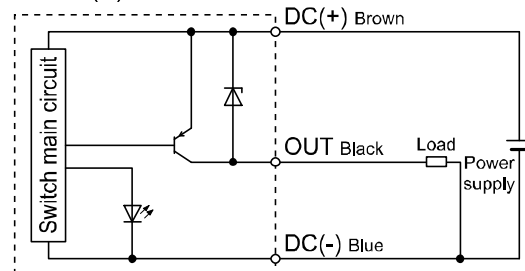 DC(+) Brown
Switch main circuit
OUT Black
Load
Power
supply
DC(-) Blue